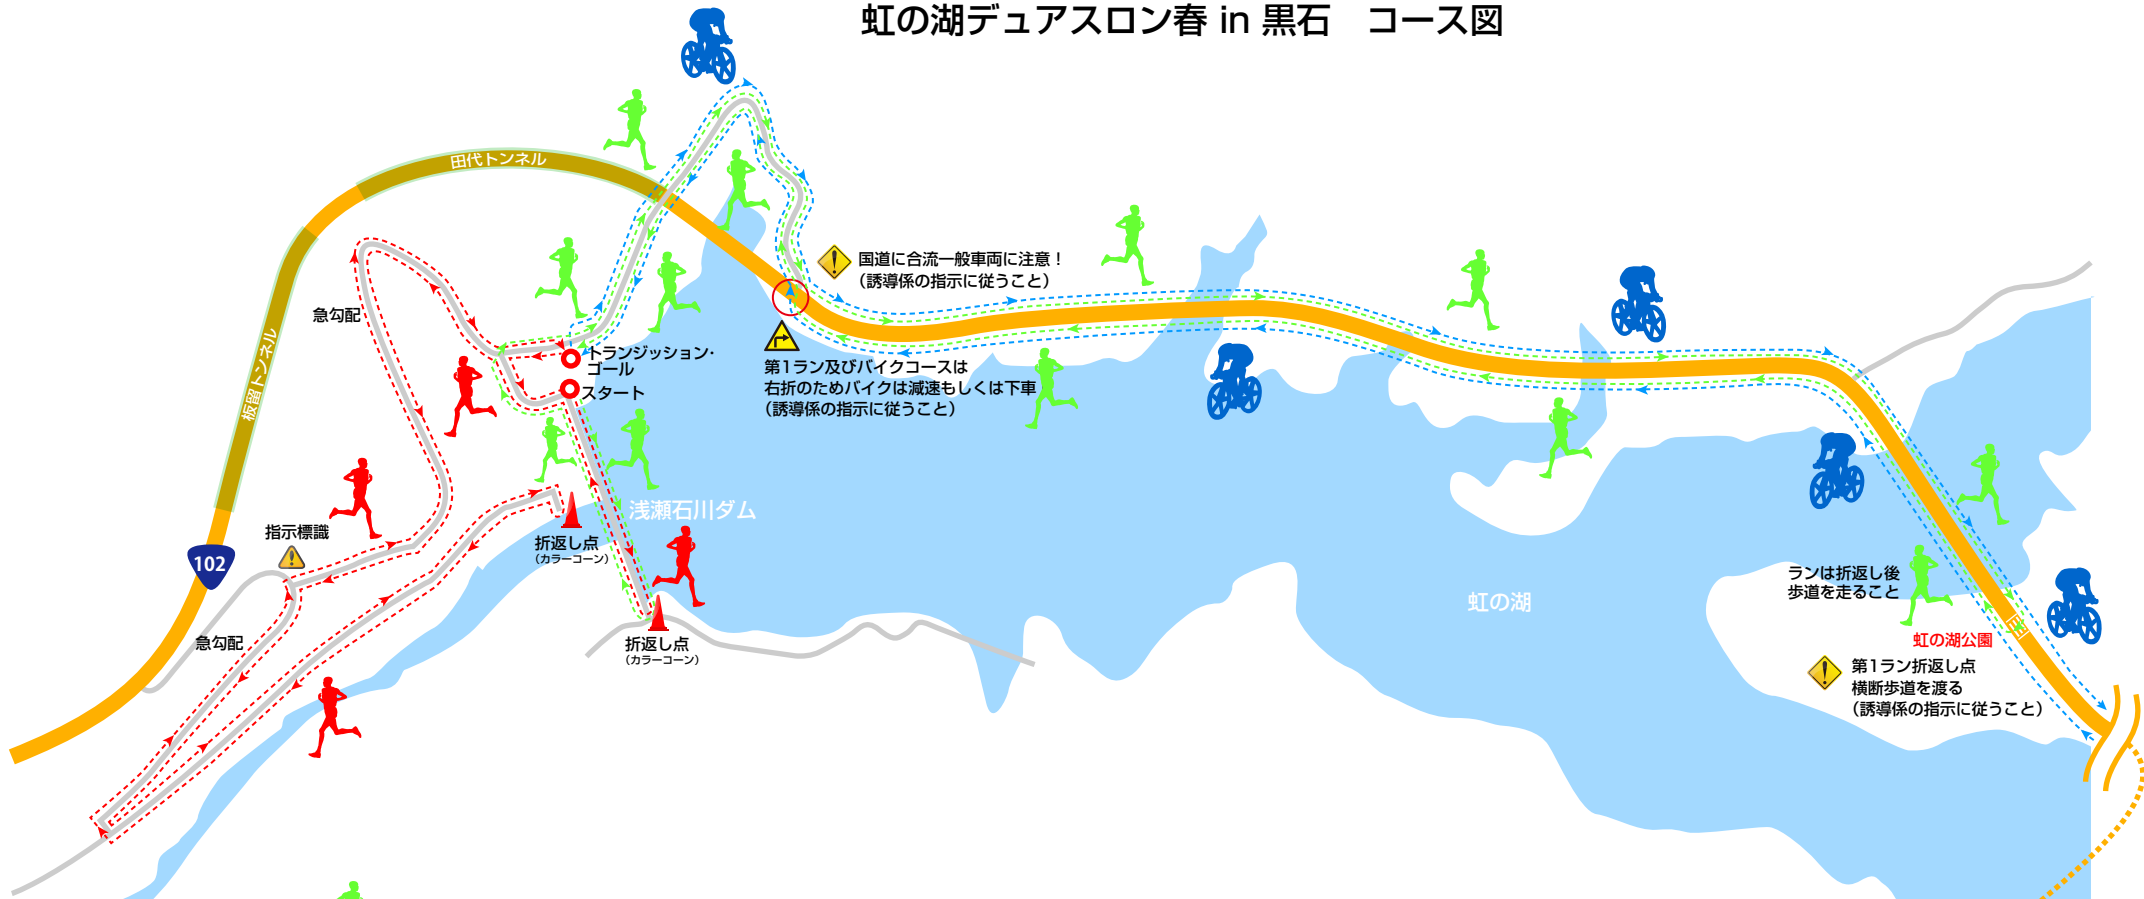 虹の湖デュアスロン春 in 黒石　コース図
田代トンネル
国道に合流一般車両に注意！
（誘導係の指示に従うこと）
急勾配
板留トンネル
トランジッション・
ゴール
スタート
第1ラン及びバイクコースは
右折のためバイクは減速もしくは下車
（誘導係の指示に従うこと）
浅瀬石川ダム
指示標識
102
折返し点
（カラーコーン）
急勾配
折返し点
（カラーコーン）
虹の湖
ランは折返し後
歩道を走ること
虹の湖公園
第1ラン折返し点
横断歩道を渡る
（誘導係の指示に従うこと）